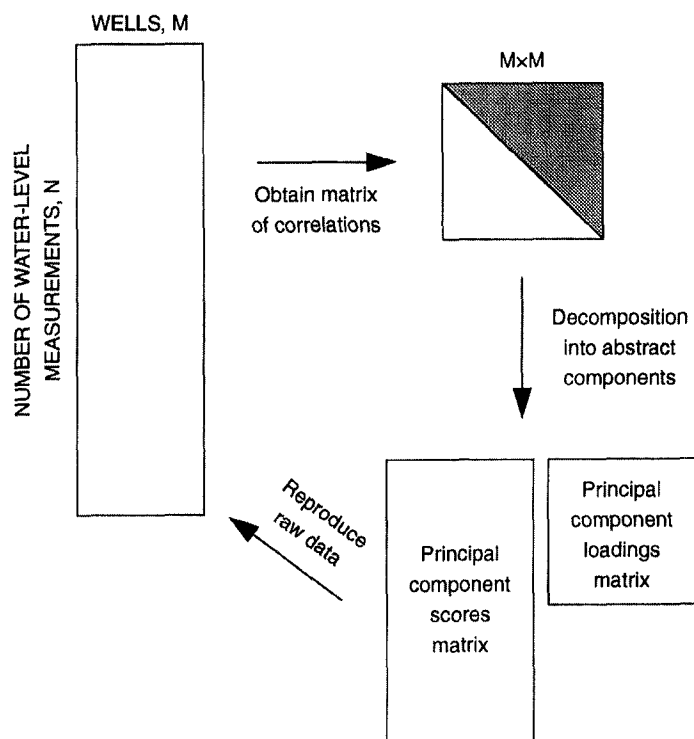 WELLS, M
NUMBER OF WATER-LEVEL
MEASUREMENTS, N
Obtain matrix
of correlations
M×M
Decomposition
into abstract
components
Reproduce
raw data
Principal
component
scores
matrix
Principal
component
loadings
matrix